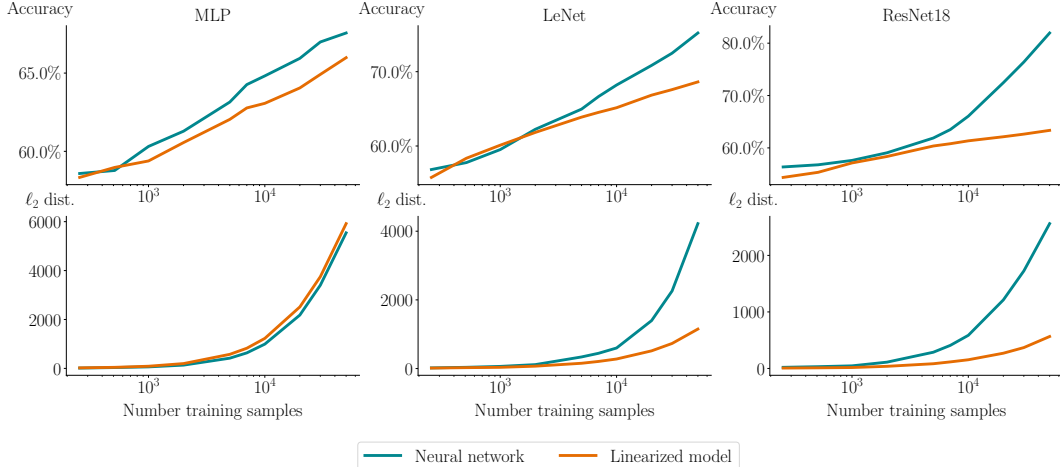 Accuracy
MLP
65.0%
60.0%
10³
10⁴
Accuracy
LeNet
70.0%
60.0%
10³
10⁴
Accuracy
ResNet18
80.0%
70.0%
60.0%
10³
10⁴
ℓ₂ dist.
6000
4000
2000
0
10³
10⁴
Number training samples
ℓ₂ dist.
4000
2000
0
10³
10⁴
Number training samples
ℓ₂ dist.
2000
1000
0
10³
10⁴
Number training samples
Neural network
Linearized model